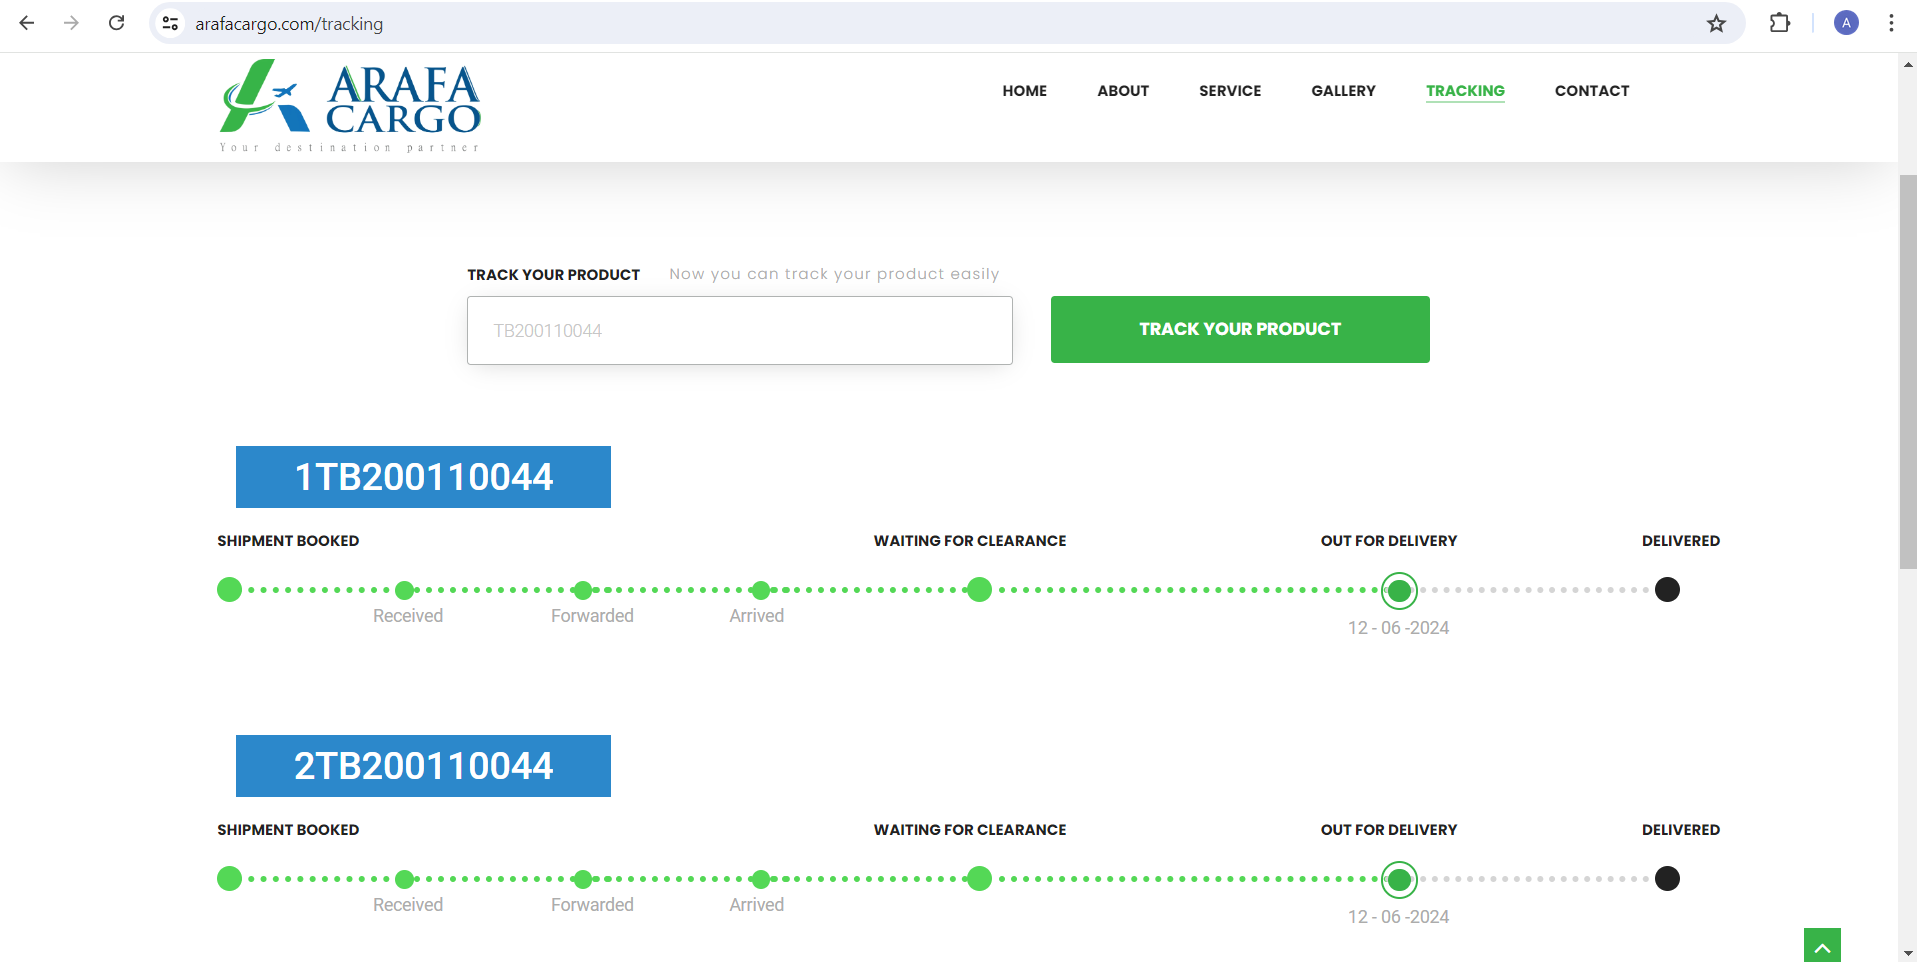 arafacargo.com/tracking
A
ARAFA
CARGO
Your destination partner
HOME ABOUT SERVICE GALLERY TRACKING CONTACT
TRACK YOUR PRODUCT Now you can track your product easily
TB200110044
TRACK YOUR PRODUCT
1TB200110044
SHIPMENT BOOKED WAITING FOR CLEARANCE OUT FOR DELIVERY DELIVERED
Received Forwarded Arrived
12 - 06 -2024
2TB200110044
SHIPMENT BOOKED WAITING FOR CLEARANCE OUT FOR DELIVERY DELIVERED
Received Forwarded Arrived
12 - 06 -2024